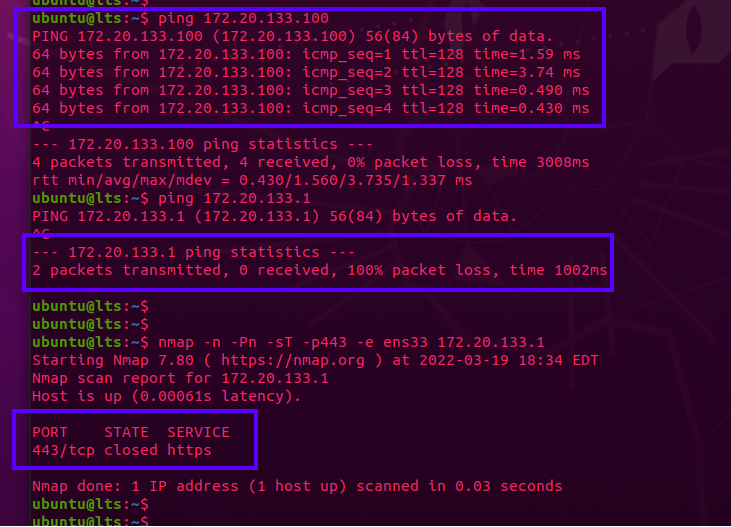 ubuntu@lts:~$
ubuntu@lts:~$ ping 172.20.133.100
PING 172.20.133.100 (172.20.133.100) 56(84) bytes of data.
64 bytes from 172.20.133.100: icmp_seq=1 ttl=128 time=1.59 ms
64 bytes from 172.20.133.100: icmp_seq=2 ttl=128 time=3.74 ms
64 bytes from 172.20.133.100: icmp_seq=3 ttl=128 time=0.490 ms
64 bytes from 172.20.133.100: icmp_seq=4 ttl=128 time=0.430 ms
^C
--- 172.20.133.100 ping statistics ---
4 packets transmitted, 4 received, 0% packet loss, time 3008ms
rtt min/avg/max/mdev = 0.430/1.560/3.735/1.337 ms
ubuntu@lts:~$ ping 172.20.133.1
PING 172.20.133.1 (172.20.133.1) 56(84) bytes of data.
^C
--- 172.20.133.1 ping statistics ---
2 packets transmitted, 0 received, 100% packet loss, time 1002ms
ubuntu@lts:~$
ubuntu@lts:~$
ubuntu@lts:~$ nmap -n -Pn -sT -p443 -e ens33 172.20.133.1
Starting Nmap 7.80 ( https://nmap.org ) at 2022-03-19 18:34 EDT
Nmap scan report for 172.20.133.1
Host is up (0.00061s latency).
PORT    STATE  SERVICE
443/tcp closed https
Nmap done: 1 IP address (1 host up) scanned in 0.03 seconds
ubuntu@lts:~$
ubuntu@lts:~$